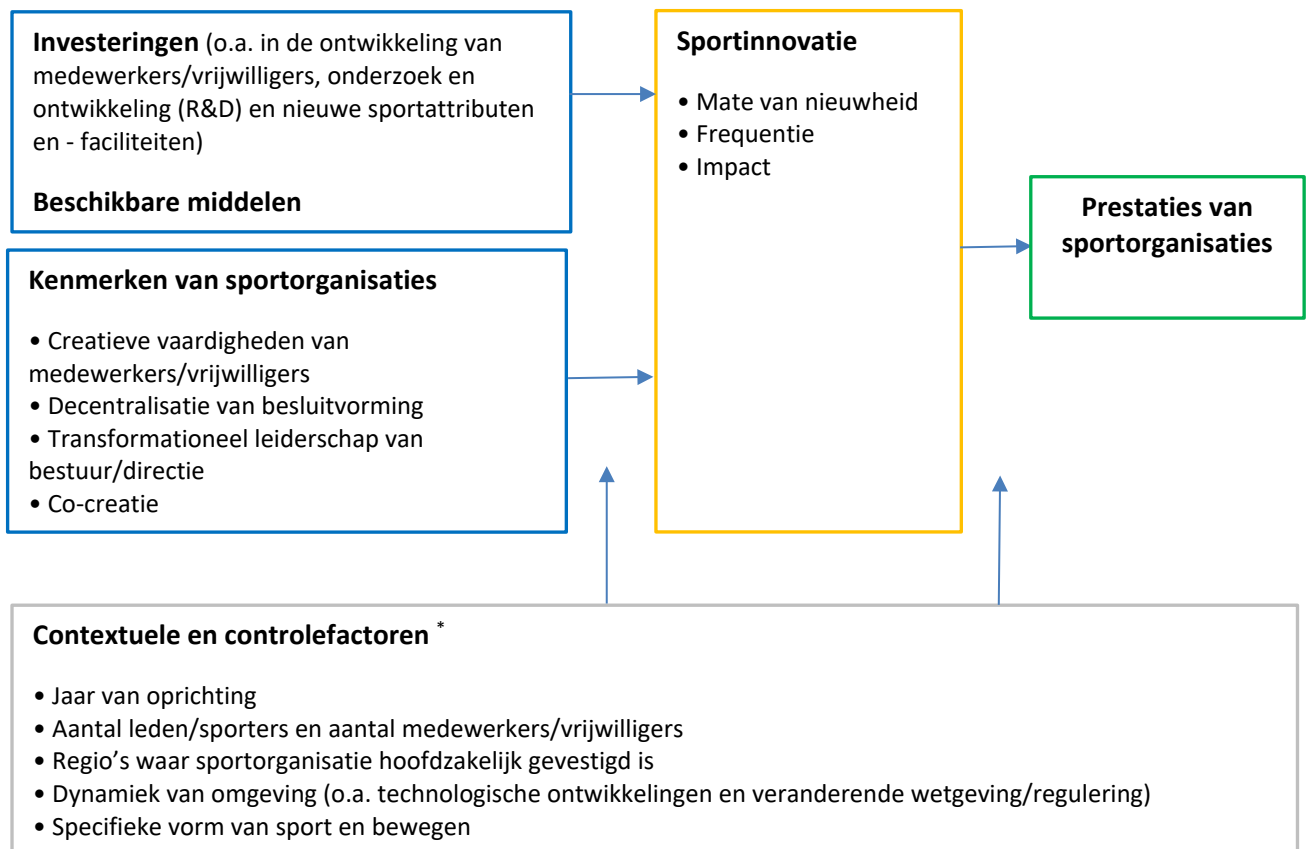 Investeringen (o.a. in de ontwikkeling van
medewerkers/vrijwilligers, onderzoek en
ontwikkeling (R&D) en nieuwe sportattributen
en - faciliteiten)
Beschikbare middelen
Kenmerken van sportorganisaties
• Creatieve vaardigheden van
medewerkers/vrijwilligers
• Decentralisatie van besluitvorming
• Transformationeel leiderschap van
bestuur/directie
• Co-creatie
Sportinnovatie
• Mate van nieuwheid
• Frequentie
• Impact
Prestaties van
sportorganisaties
Contextuele en controlefactoren *
• Jaar van oprichting
• Aantal leden/sporters en aantal medewerkers/vrijwilligers
• Regio’s waar sportorganisatie hoofdzakelijk gevestigd is
• Dynamiek van omgeving (o.a. technologische ontwikkelingen en veranderende wetgeving/regulering)
• Specifieke vorm van sport en bewegen